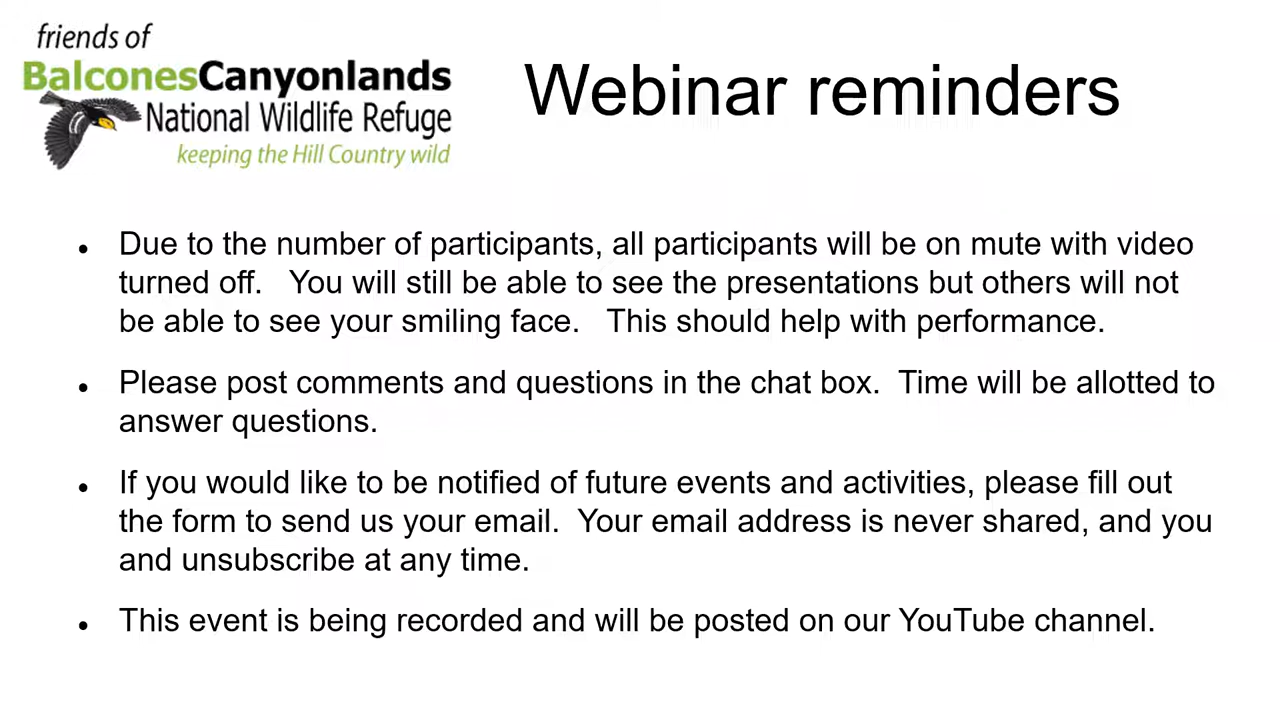 friends of
BalconesCanyonlands
National Wildlife Refuge
keeping the Hill Country wild
Webinar reminders
• Due to the number of participants, all participants will be on mute with video
turned off.   You will still be able to see the presentations but others will not
be able to see your smiling face.   This should help with performance.
• Please post comments and questions in the chat box.  Time will be allotted to
answer questions.
• If you would like to be notified of future events and activities, please fill out
the form to send us your email.  Your email address is never shared, and you
and unsubscribe at any time.
• This event is being recorded and will be posted on our YouTube channel.